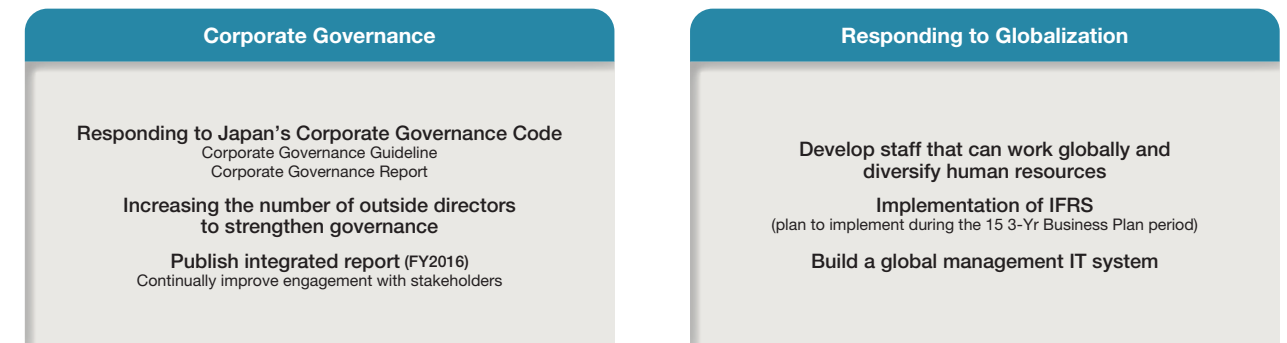 Corporate Governance
Responding to Japan's Corporate Governance Code
Corporate Governance Guideline
Corporate Governance Report
Increasing the number of outside directors
to strengthen governance
Publish integrated report (FY2016)
Continually improve engagement with stakeholders
Responding to Globalization
Develop staff that can work globally and
diversify human resources
Implementation of IFRS
(plan to implement during the 15 3-Yr Business Plan period)
Build a global management IT system